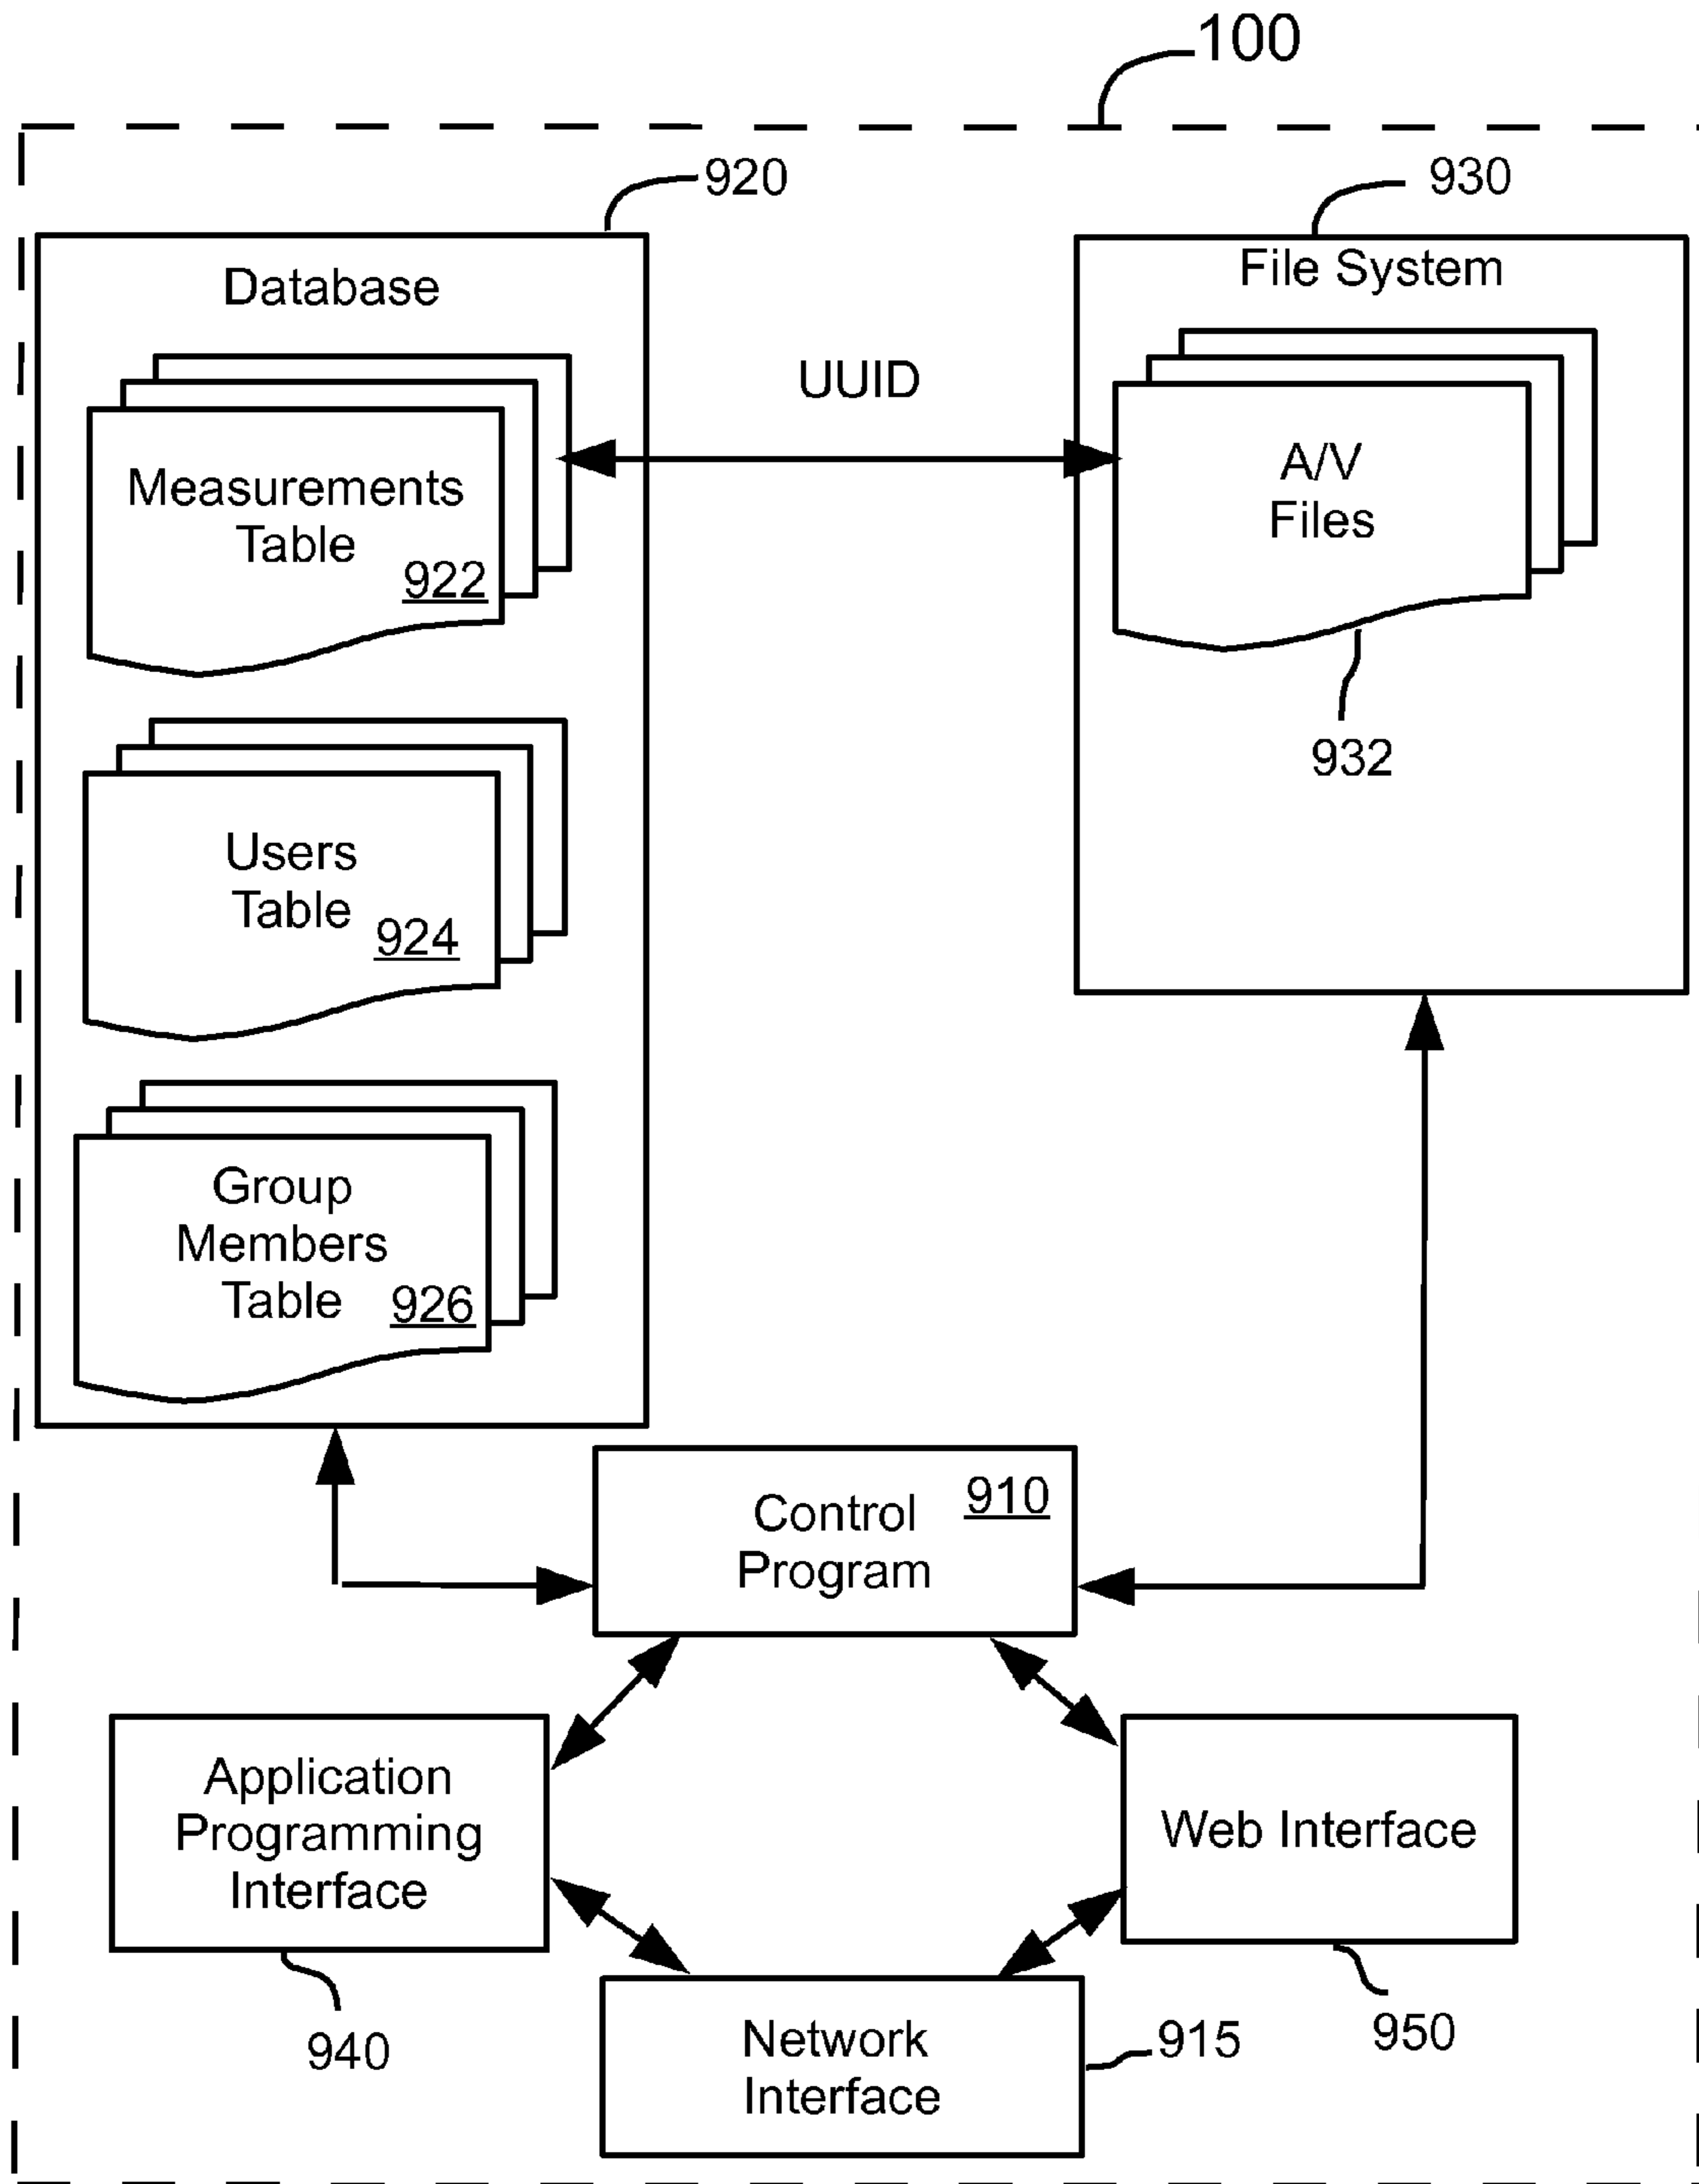 100
920
930
Database
File System
UUID
Measurements
Table
922
A/V
Files
932
Users
Table
924
Group
Members
Table
926
Control
Program
910
Application
Programming
Interface
940
Web Interface
950
Network
Interface
915